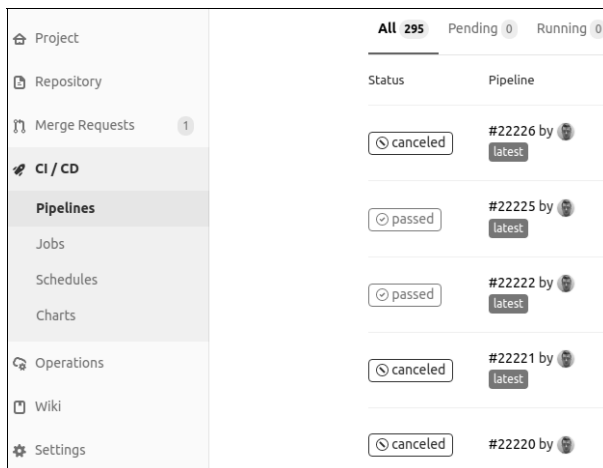 Project
Repository
Merge Requests 1
CI / CD
Pipelines
Jobs
Schedules
Charts
Operations
Wiki
Settings
All 295 Pending 0 Running 0
Status Pipeline
canceled #22226 by
latest
passed #22225 by
latest
passed #22222 by
latest
canceled #22221 by
latest
canceled #22220 by